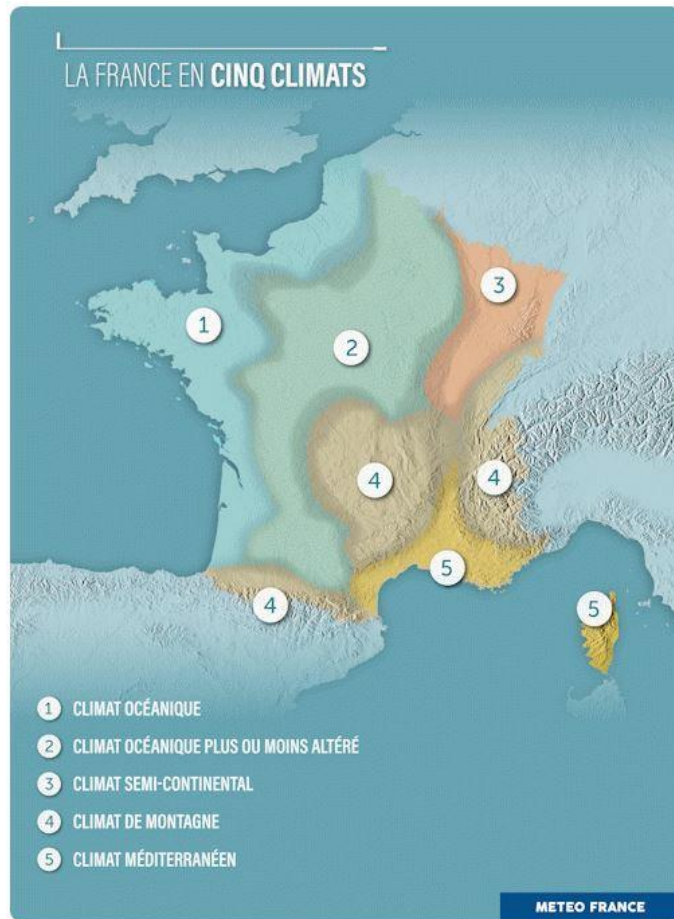 LA FRANCE EN CINQ CLIMATS
1
2
3
4
4
4
5
5
1 CLIMAT OCÉANIQUE
2 CLIMAT OCÉANIQUE PLUS OU MOINS ALTÉRÉ
3 CLIMAT SEMI-CONTINENTAL
4 CLIMAT DE MONTAGNE
5 CLIMAT MÉDITERRANÉEN
METEO FRANCE